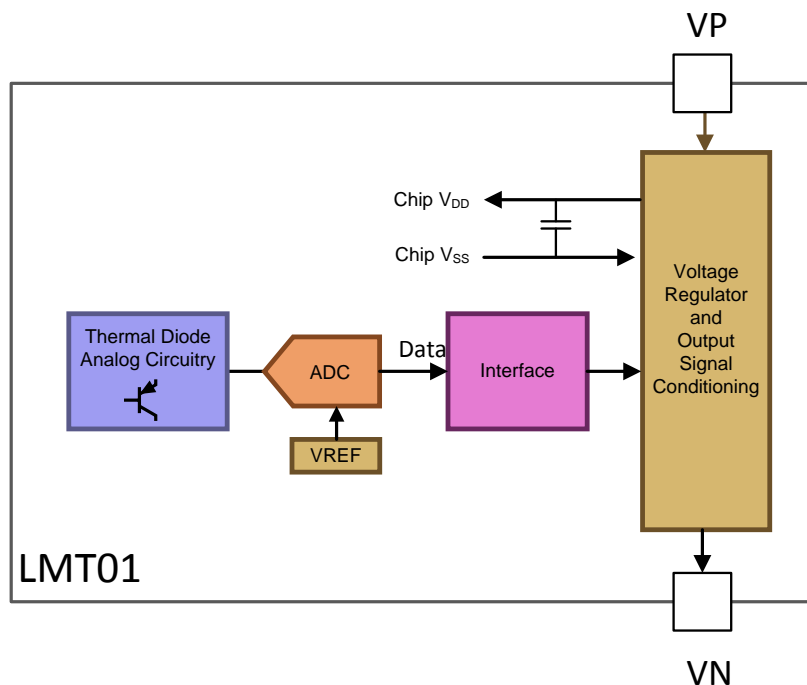 VP
Chip VDD
Chip VSS
Voltage
Regulator
and
Output
Signal
Conditioning
Thermal Diode
Analog Circuitry
ADC
Data
Interface
VREF
LMT01
VN